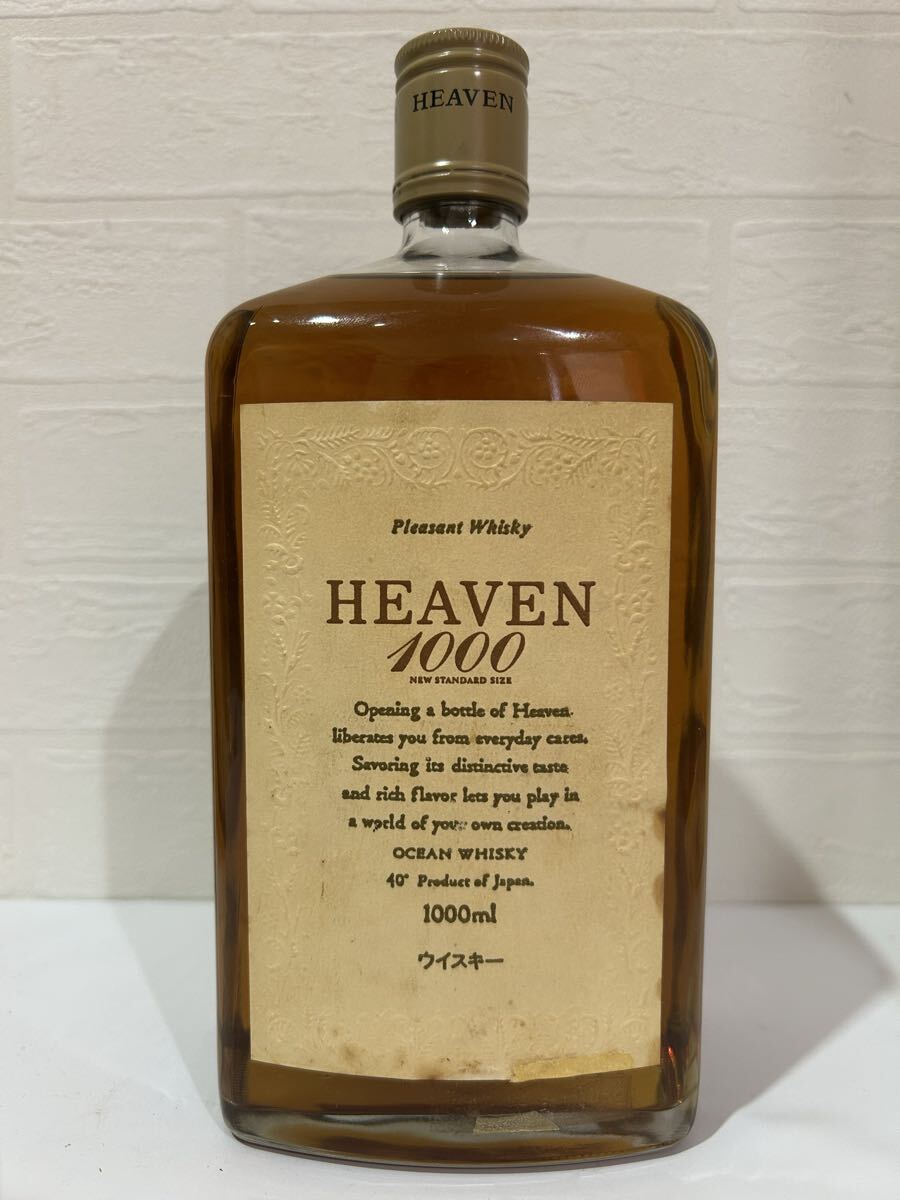 HEAVEN
Pleasant Whisky
HEAVEN
1000
NEW STANDARD SIZE
Opening a bottle of Heaven
liberates you from everyday cares.
Savoring its distinctive taste
and rich flavor lets you play in
a world of your own creation.
OCEAN WHISKY
40° Product of Japan.
1000ml
ウイスキー